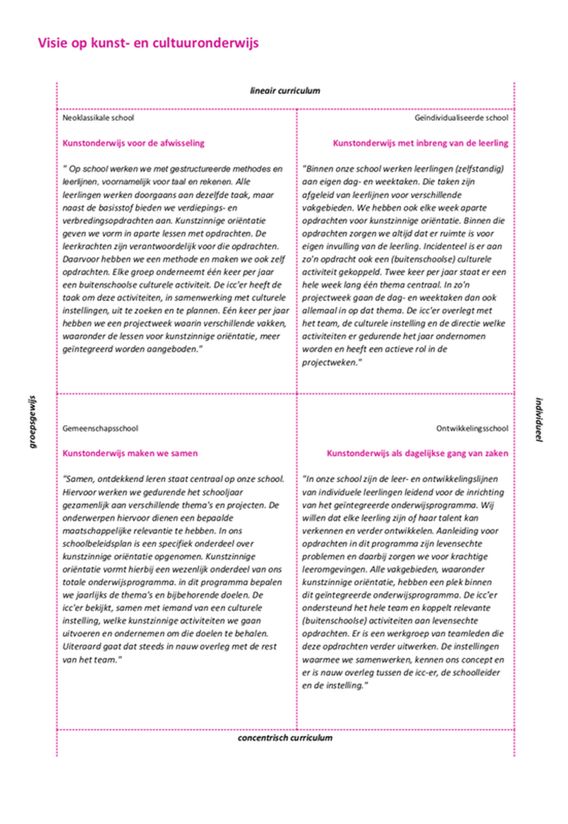 Visie op kunst- en cultuuronderwijs
lineair curriculum
Neoklassikale school
Kunstonderwijs voor de afwisseling
" Op school werken we met gestructureerde methodes en
leerlijnen, voornamelijk voor taal en rekenen. Alle
leerlingen werken doorgaans aan dezelfde taak, maar
naast de basisstof bieden we verdiepings- en
verbredingsopdrachten aan. Kunstzinnige oriëntatie
geven we vorm in aparte lessen met opdrachten. De
leerkrachten zijn verantwoordelijk voor die opdrachten.
Daarvoor hebben we een methode en maken we ook zelf
opdrachten. Elke groep onderneemt één keer per jaar
een buitenschoolse culturele activiteit. De icc'er heeft de
taak om deze activiteiten, in samenwerking met culturele
instellingen, uit te zoeken en te plannen. Eén keer per jaar
hebben we een projectweek waarin verschillende vakken,
waaronder de lessen voor kunstzinnige oriëntatie, meer
geïntegreerd worden aangeboden."
Geïndividualiseerde school
Kunstonderwijs met inbreng van de leerling
"Binnen onze school werken leerlingen (zelfstandig)
aan eigen dag- en weektaken. Die taken zijn
afgeleid van leerlijnen voor verschillende
vakgebieden. We hebben ook elke week aparte
opdrachten voor kunstzinnige oriëntatie. Binnen die
opdrachten zorgen we altijd dat er ruimte is voor
eigen invulling van de leerling. Incidenteel is er aan
zo'n opdracht ook een (buitenschoolse) culturele
activiteit gekoppeld. Twee keer per jaar staat er een
hele week lang één thema centraal. In zo'n
projectweek gaan de dag- en weektaken dan ook
allemaal in op dat thema. De icc'er overlegt met
het team, de culturele instelling en de directie welke
activiteiten er gedurende het jaar ondernomen
worden en heeft een actieve rol in de
projectweken."
groepsgewijs
individueel
Gemeenschapsschool
Kunstonderwijs maken we samen
"Samen, ontdekkend leren staat centraal op onze school.
Hiervoor werken we gedurende het schooljaar
gezamenlijk aan verschillende thema's en projecten. De
onderwerpen hiervoor dienen een bepaalde
maatschappelijke relevantie te hebben. In ons
schoolbeleidsplan is een specifiek onderdeel over
kunstzinnige oriëntatie opgenomen. Kunstzinnige
oriëntatie vormt hierbij een wezenlijk onderdeel van ons
totale onderwijsprogramma. in dit programma bepalen
we jaarlijks de thema's en bijbehorende doelen. De
icc'er bekijkt, samen met iemand van een culturele
instelling, welke kunstzinnige activiteiten we gaan
uitvoeren en ondernemen om die doelen te behalen.
Uiteraard gaat dat steeds in nauw overleg met de rest
van het team."
Ontwikkelingsschool
Kunstonderwijs als dagelijkse gang van zaken
"In onze school zijn de leer- en ontwikkelingslijnen
van individuele leerlingen leidend voor de inrichting
van het geïntegreerde onderwijsprogramma. Wij
willen dat elke leerling zijn of haar talent kan
verkennen en verder ontwikkelen. Aanleiding voor
opdrachten in dit programma zijn levensechte
problemen en daarbij zorgen we voor krachtige
leeromgevingen. Alle vakgebieden, waaronder
kunstzinnige oriëntatie, hebben een plek binnen
dit geïntegreerde onderwijsprogramma. De icc'er
ondersteund het hele team en koppelt relevante
(buitenschoolse) activiteiten aan levensechte
opdrachten. Er is een werkgroep van teamleden die
deze opdrachten verder uitwerken. De instellingen
waarmee we samenwerken, kennen ons concept en
er is nauw overleg tussen de icc-er, de schoolleider
en de instelling."
concentrisch curriculum